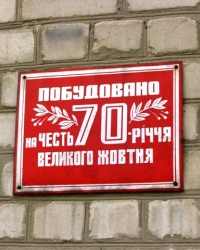 ПОБУДОВАНО
НА ЧЕСТЬ 70-РІЧЧЯ
ВЕЛИКОГО ЖОВТНЯ